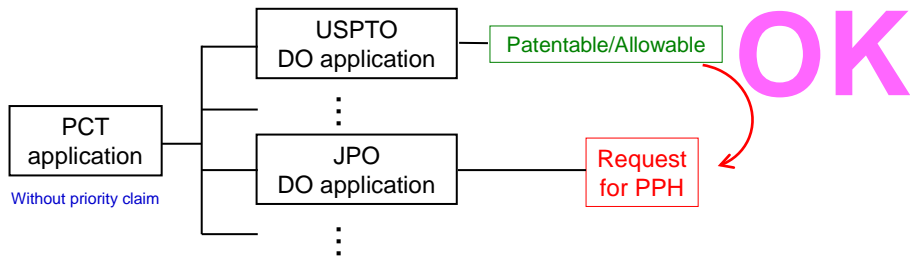 USPTO
DO application
Patentable/Allowable
OK
PCT
application
JPO
DO application
Request
for PPH
Without priority claim